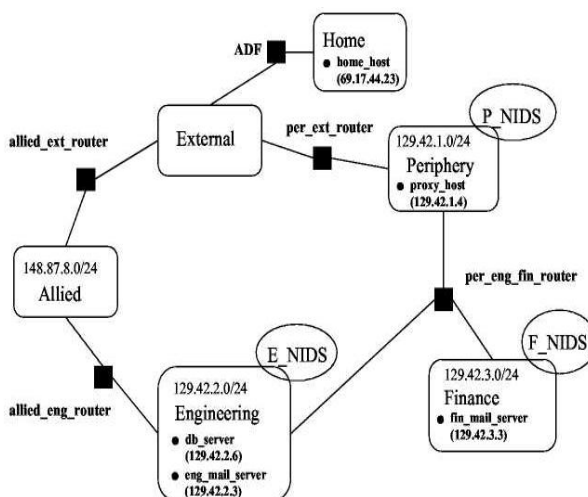 ADF
Home
home_host
(69.17.44.23)
External
allied_ext_router
per_ext_router
P_NIDS
129.42.1.0/24
Periphery
proxy_host
(129.42.1.4)
148.87.8.0/24
Allied
per_eng_fin_router
E_NIDS
F_NIDS
129.42.2.0/24
Engineering
db_server
(129.42.2.6)
eng_mail_server
(129.42.2.3)
129.42.3.0/24
Finance
fin_mail_server
(129.42.3.3)
allied_eng_router